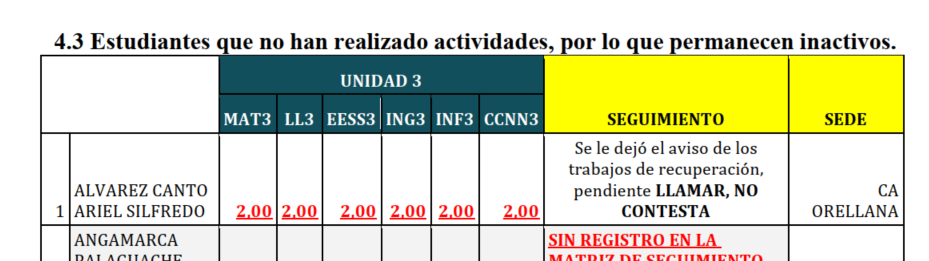 4.3 Estudiantes que no han realizado actividades, por lo que permanecen inactivos.
UNIDAD 3
MAT3 LL3 EESS3 ING3 INF3 CCNN3 SEGUIMIENTO SEDE
1 ALVAREZ CANTO
ARIEL SILFREDO
2,00 2,00 2,00 2,00 2,00 2,00
Se le dejó el aviso de los
trabajos de recuperación,
pendiente LLAMAR, NO
CONTESTA
CA
ORELLANA
ANGAMARCA
SIN REGISTRO EN LA
MATRIZ DE SEGUIMIENTO